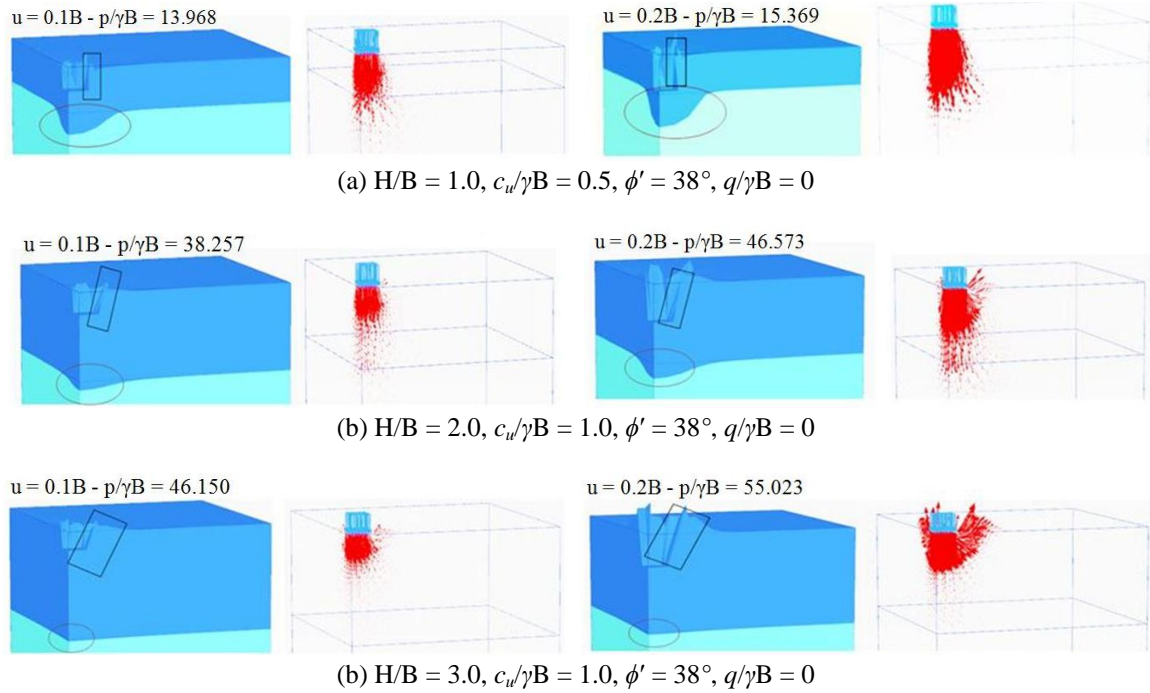 u = 0.1B - p/γB = 13.968
u = 0.2B - p/γB = 15.369
(a) H/B = 1.0, cᵤ/γB = 0.5, ϕ′ = 38°, q/γB = 0
u = 0.1B - p/γB = 38.257
u = 0.2B - p/γB = 46.573
(b) H/B = 2.0, cᵤ/γB = 1.0, ϕ′ = 38°, q/γB = 0
u = 0.1B - p/γB = 46.150
u = 0.2B - p/γB = 55.023
(b) H/B = 3.0, cᵤ/γB = 1.0, ϕ′ = 38°, q/γB = 0